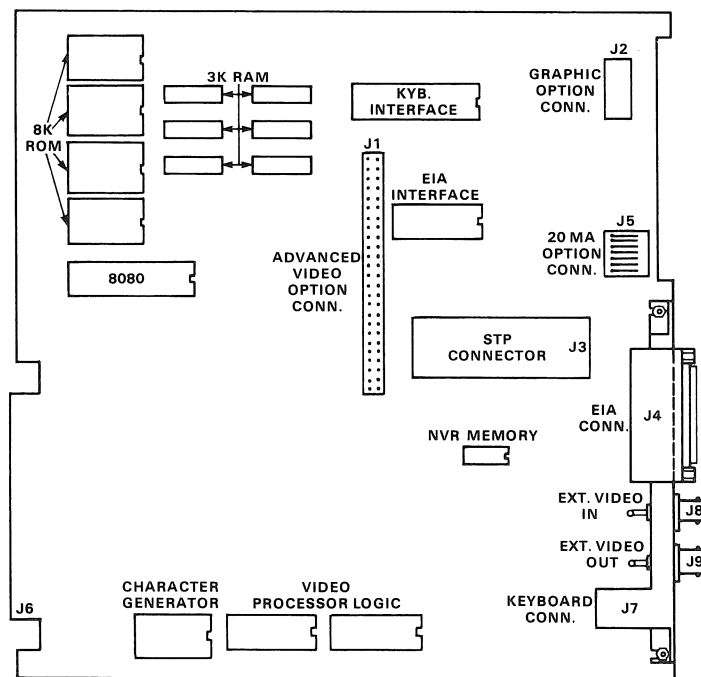 J2
GRAPHIC
OPTION
CONN.
3K RAM
KYB.
INTERFACE
8K
ROM
J1
EIA
INTERFACE
J5
20 MA
OPTION
CONN.
ADVANCED
VIDEO
OPTION
CONN.
8080
STP
CONNECTOR
J3
EIA
CONN.
J4
NVR MEMORY
EXT. VIDEO
IN
J8
EXT. VIDEO
OUT
J9
CHARACTER
GENERATOR
VIDEO
PROCESSOR LOGIC
KEYBOARD
CONN.
J7
J6